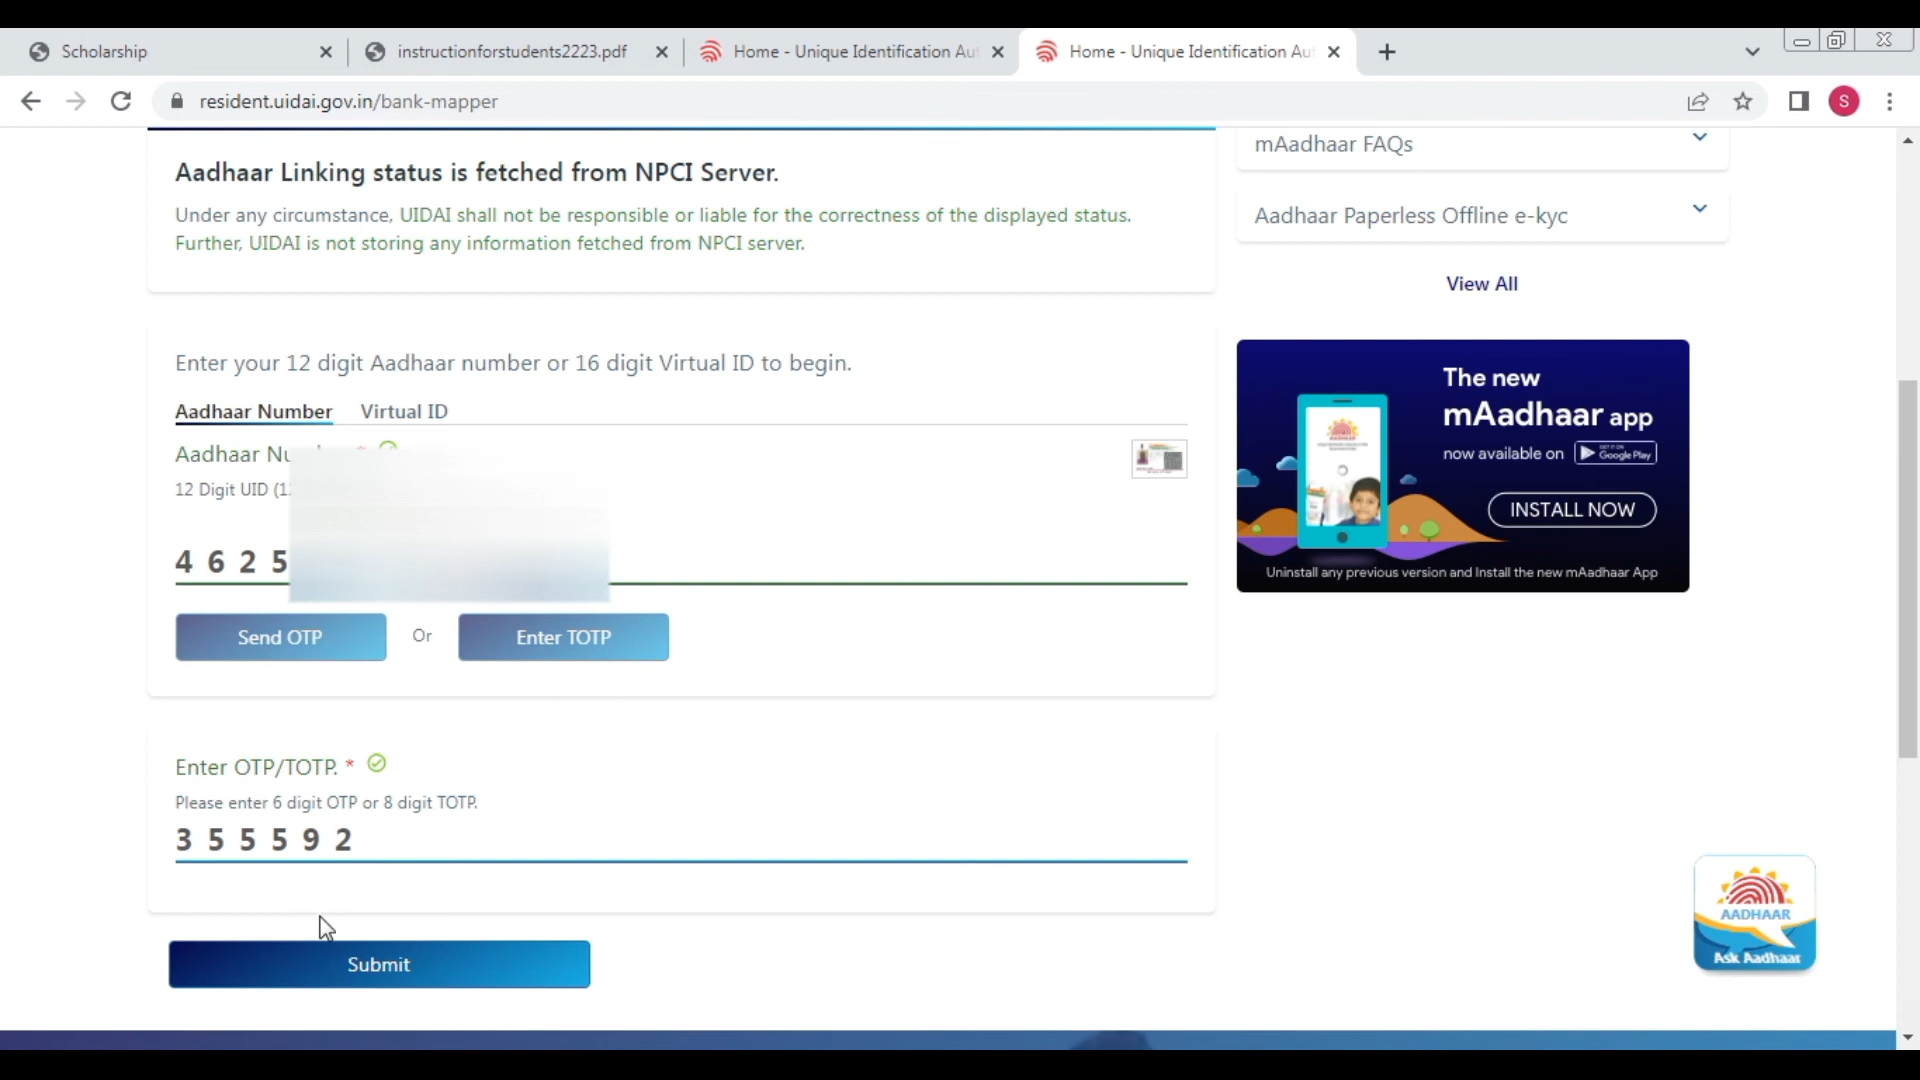 Scholarship
instructionforstudents2223.pdf
Home - Unique Identification Au
Home - Unique Identification Au
resident.uidai.gov.in/bank-mapper
S
Aadhaar Linking status is fetched from NPCI Server.
Under any circumstance, UIDAI shall not be responsible or liable for the correctness of the displayed status.
Further, UIDAI is not storing any information fetched from NPCI server.
mAadhaar FAQs
Aadhaar Paperless Offline e-kyc
View All
Enter your 12 digit Aadhaar number or 16 digit Virtual ID to begin.
Aadhaar Number Virtual ID
Aadhaar Nu *
12 Digit UID (1
4 6 2 5
Send OTP Or Enter TOTP
The new
mAadhaar app
now available on GET IT ON Google Play
INSTALL NOW
Uninstall any previous version and Install the new mAadhaar App
Enter OTP/TOTP. *
Please enter 6 digit OTP or 8 digit TOTP.
3 5 5 5 9 2
Submit
AADHAAR
Ask Aadhaar